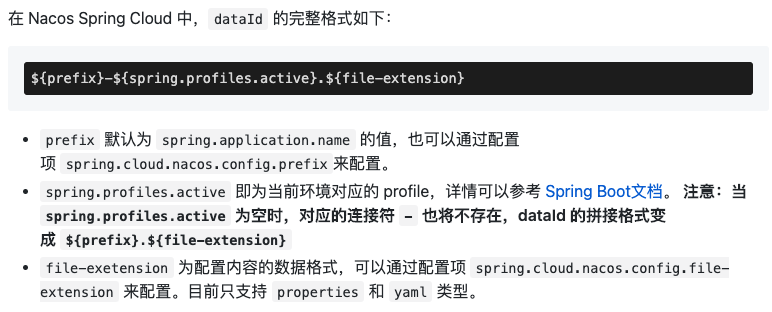 在 Nacos Spring Cloud 中，dataId 的完整格式如下：
${prefix}-${spring.profiles.active}.${file-extension}
• prefix 默认为 spring.application.name 的值，也可以通过配置
项 spring.cloud.nacos.config.prefix来配置。
• spring.profiles.active 即为当前环境对应的 profile，详情可以参考 Spring Boot文档。 注意：当
spring.profiles.active 为空时，对应的连接符 - 也将不存在，dataId 的拼接格式变
成 ${prefix}.${file-extension}
• file-exetension 为配置内容的数据格式，可以通过配置项 spring.cloud.nacos.config.file-
extension 来配置。目前只支持 properties 和 yaml 类型。